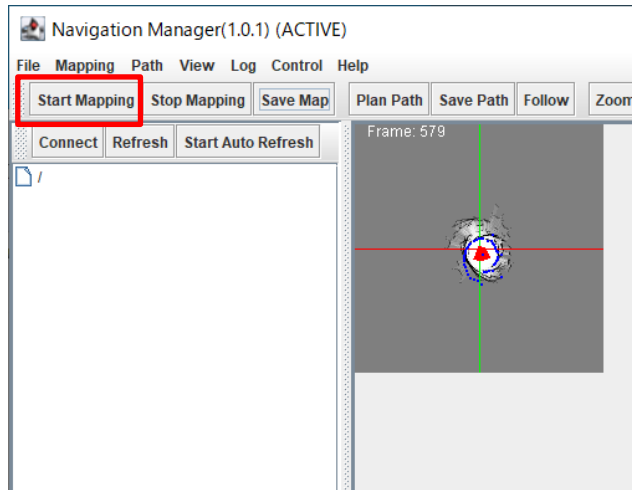 Navigation Manager(1.0.1) (ACTIVE)
File Mapping Path View Log Control Help
Start Mapping Stop Mapping Save Map Plan Path Save Path Follow Zoom
Connect Refresh Start Auto Refresh
Frame: 579
/